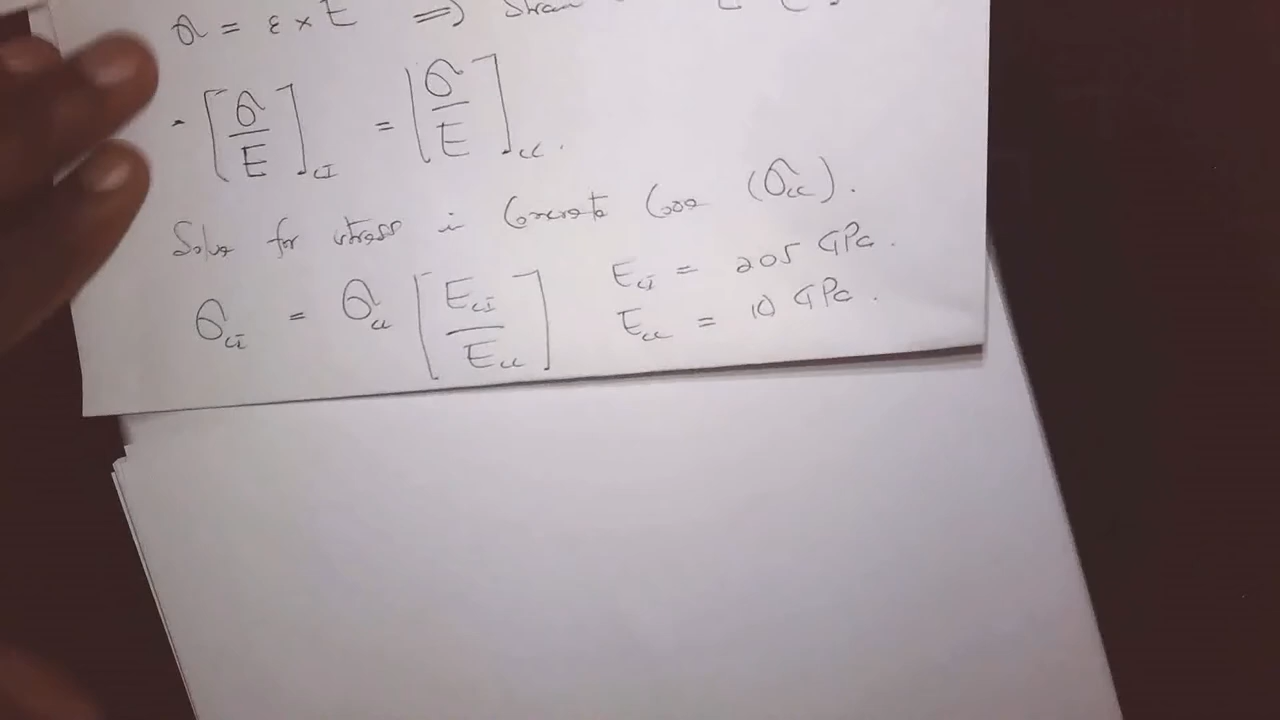 σ = ε × E ⟹ Strain
- [σ/E]CI = [σ/E]CC .
Solve for stress in Concrete Core (σCC).
σCI = σCC [ECI/ECC] ECI = 205 GPa.
ECC = 10 GPa.